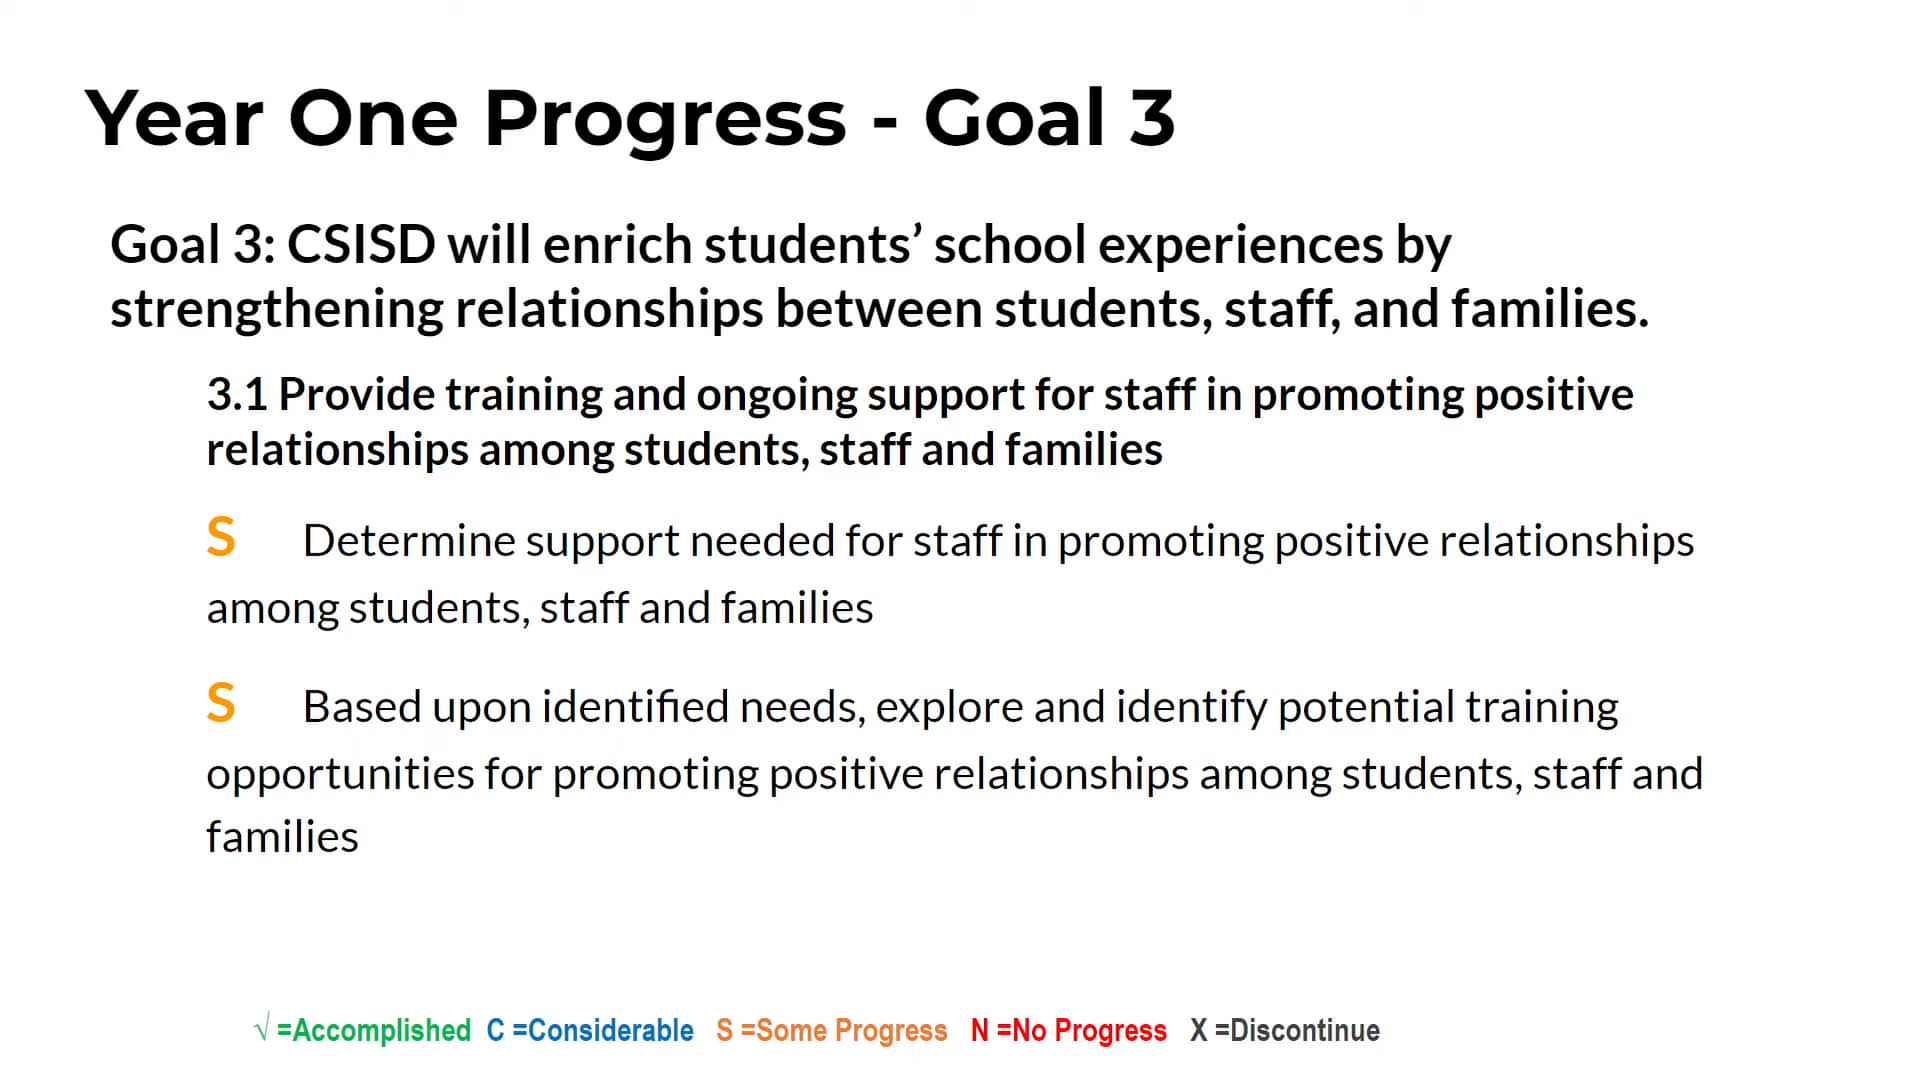 Year One Progress - Goal 3
Goal 3: CSISD will enrich students’ school experiences by
strengthening relationships between students, staff, and families.
3.1 Provide training and ongoing support for staff in promoting positive
relationships among students, staff and families
S Determine support needed for staff in promoting positive relationships
among students, staff and families
S Based upon identified needs, explore and identify potential training
opportunities for promoting positive relationships among students, staff and
families
√ =Accomplished C =Considerable S =Some Progress N =No Progress X =Discontinue